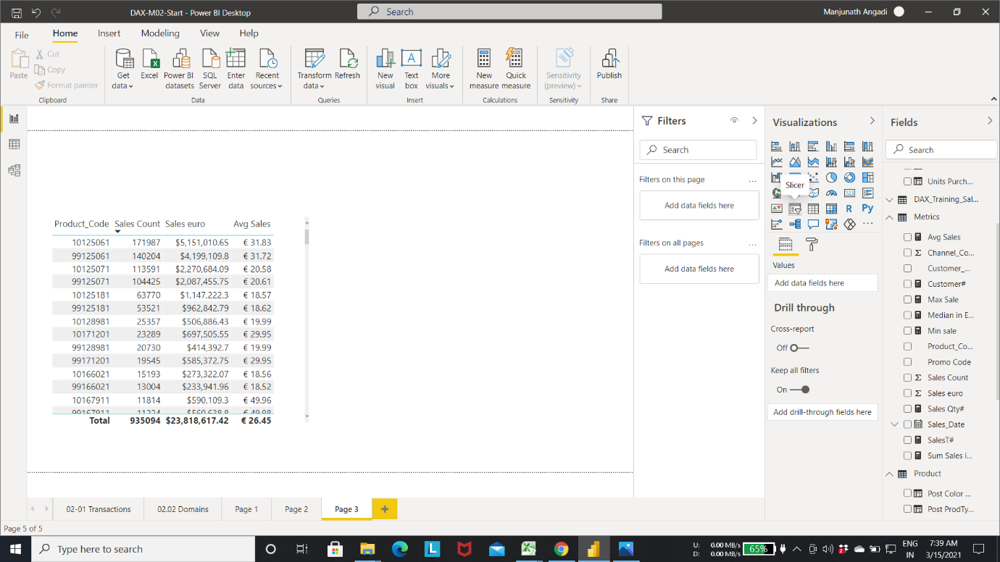 DAX-M02-Start - Power BI Desktop
Search
Manjunath Angadi
File Home Insert Modeling View Help
Paste
Cut
Copy
Format painter
Clipboard
Get data
Excel
Power BI datasets
SQL Server
Enter data
Recent sources
Data
Transform data
Refresh
Queries
New visual
Text box
More visuals
Insert
New measure
Quick measure
Calculations
Sensitivity (preview)
Sensitivity
Publish
Share
Product_Code Sales Count Sales euro Avg Sales
10125061 171987 $5,151,010.65 € 31.83
99125061 140204 $4,199,109.8 € 31.72
10125071 113591 $2,270,684.09 € 20.58
99125071 104425 $2,087,455.75 € 20.61
10125181 63770 $1,147,222.3 € 18.57
99125181 53521 $962,842.79 € 18.62
10128981 25357 $506,886.43 € 19.99
10171201 23289 $697,505.55 € 29.95
99128981 20730 $414,392.7 € 19.99
99171201 19545 $585,372.75 € 29.95
10166021 15193 $273,322.07 € 18.56
99166021 13004 $233,941.96 € 18.52
10167911 11814 $590,109.3 € 49.96
Total 935094 $23,818,617.42 € 26.45
Filters
Search
Filters on this page ...
Add data fields here
Filters on all pages ...
Add data fields here
Visualizations
Slicer
R Py
...
Values
Add data fields here
Drill through
Cross-report
Off
Keep all filters
On
Add drill-through fields here
Fields
Search
Units Purch...
DAX_Training_Sal...
Metrics
Avg Sales
Channel_Co...
Customer_...
Customer#
Max Sale
Median in E...
Min sale
Product_Co...
Promo Code
Sales Count
Sales euro
Sales Qty#
Sales_Date
SalesT#
Sum Sales i...
Product
Post Color ...
Post ProdTy...
02-01 Transactions
02.02 Domains
Page 1
Page 2
Page 3
+
Page 5 of 5
Type here to search
U: 0.00 MB/s
D: 0.00 MB/s
65%
ENG
IN
7:39 AM
3/15/2021